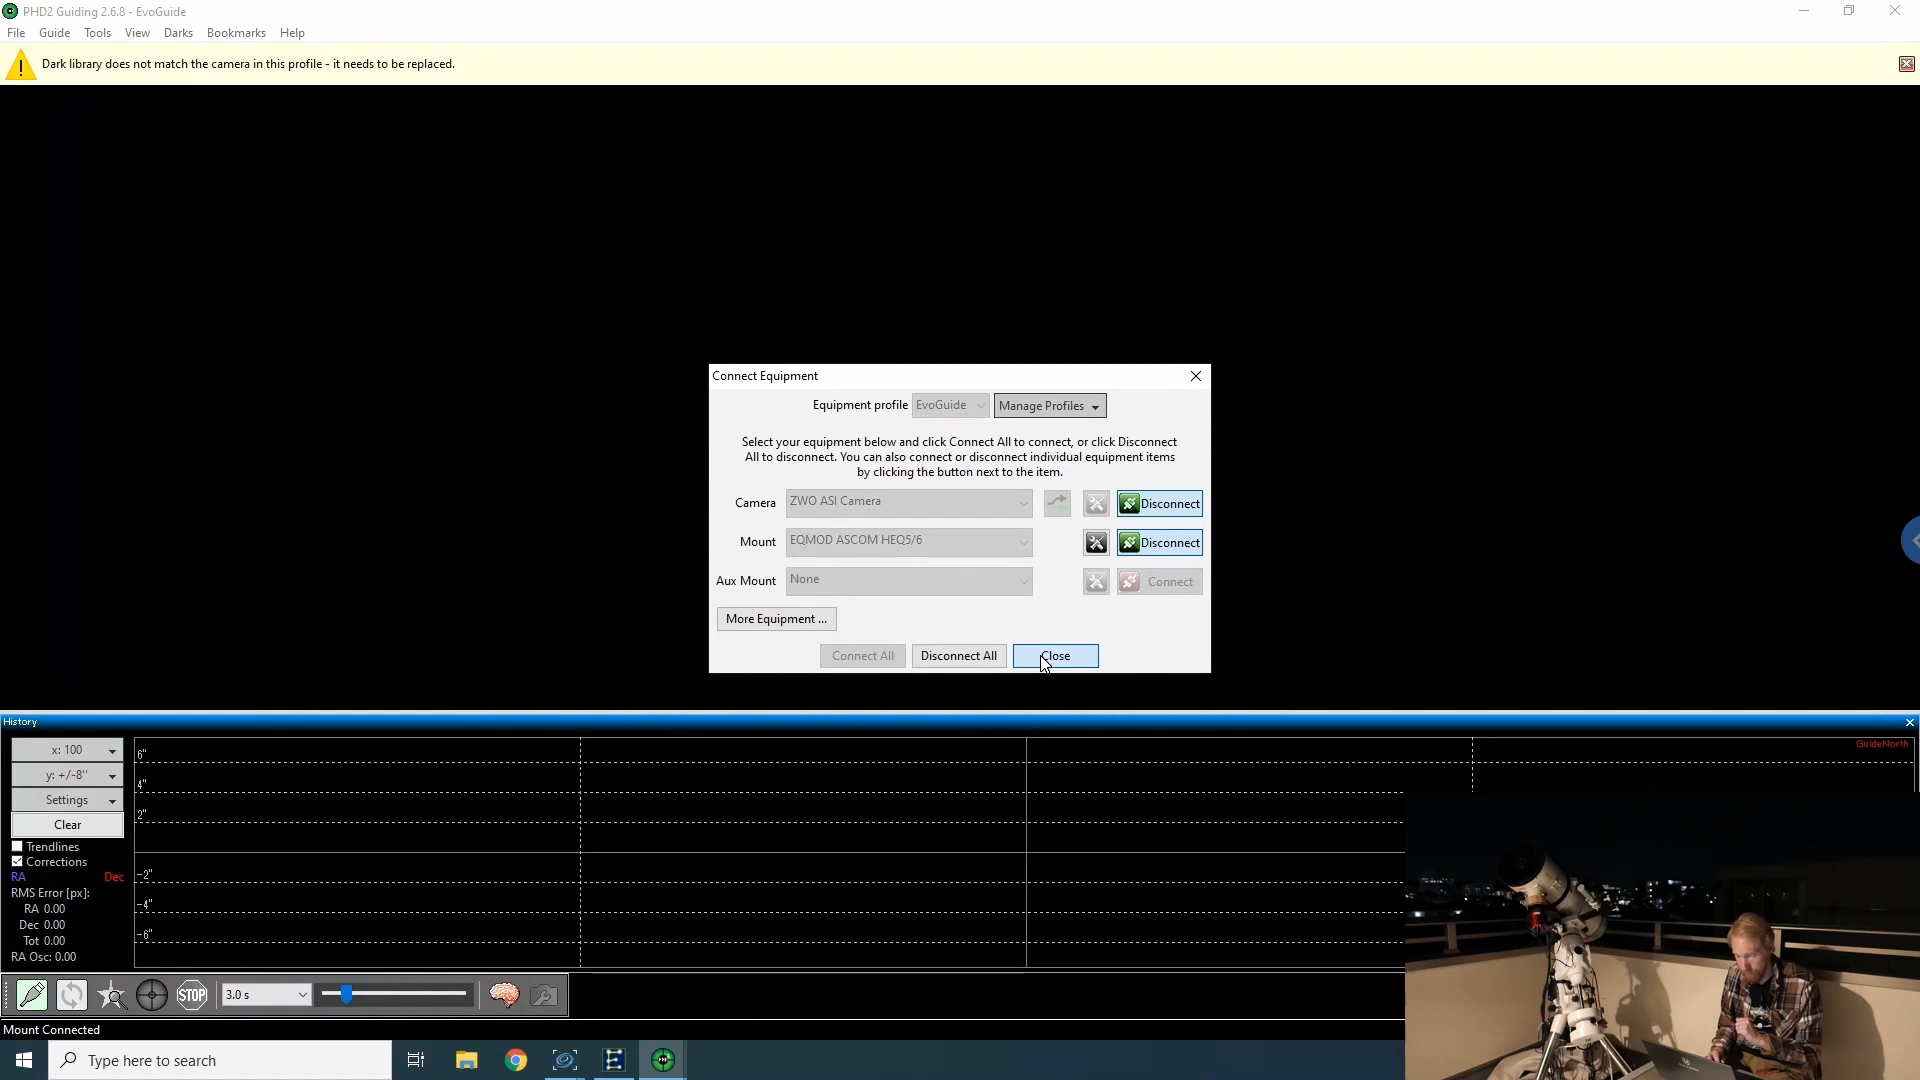 PHD2 Guiding 2.6.8 - EvoGuide
File Guide Tools View Darks Bookmarks Help
Dark library does not match the camera in this profile - it needs to be replaced.
Connect Equipment
Equipment profile EvoGuide Manage Profiles
Select your equipment below and click Connect All to connect, or click Disconnect
All to disconnect. You can also connect or disconnect individual equipment items
by clicking the button next to the item.
Camera ZWO ASI Camera Disconnect
Mount EQMOD ASCOM HEQ5/6 Disconnect
Aux Mount None Connect
More Equipment ...
Connect All Disconnect All Close
History
x: 100
y: +/-8"
Settings
Clear
Trendlines
Corrections
RA Dec
RMS Error [px]:
RA 0.00
Dec 0.00
Tot 0.00
RA Osc: 0.00
6"
4"
2"
-2"
-4"
-6"
GuideNorth
STOP
3.0 s
Mount Connected
Type here to search